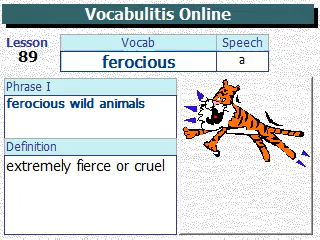 Vocabulitis Online
Lesson
89
Vocab
Speech
ferocious
a
Phrase I
ferocious wild animals
Definition
extremely fierce or cruel